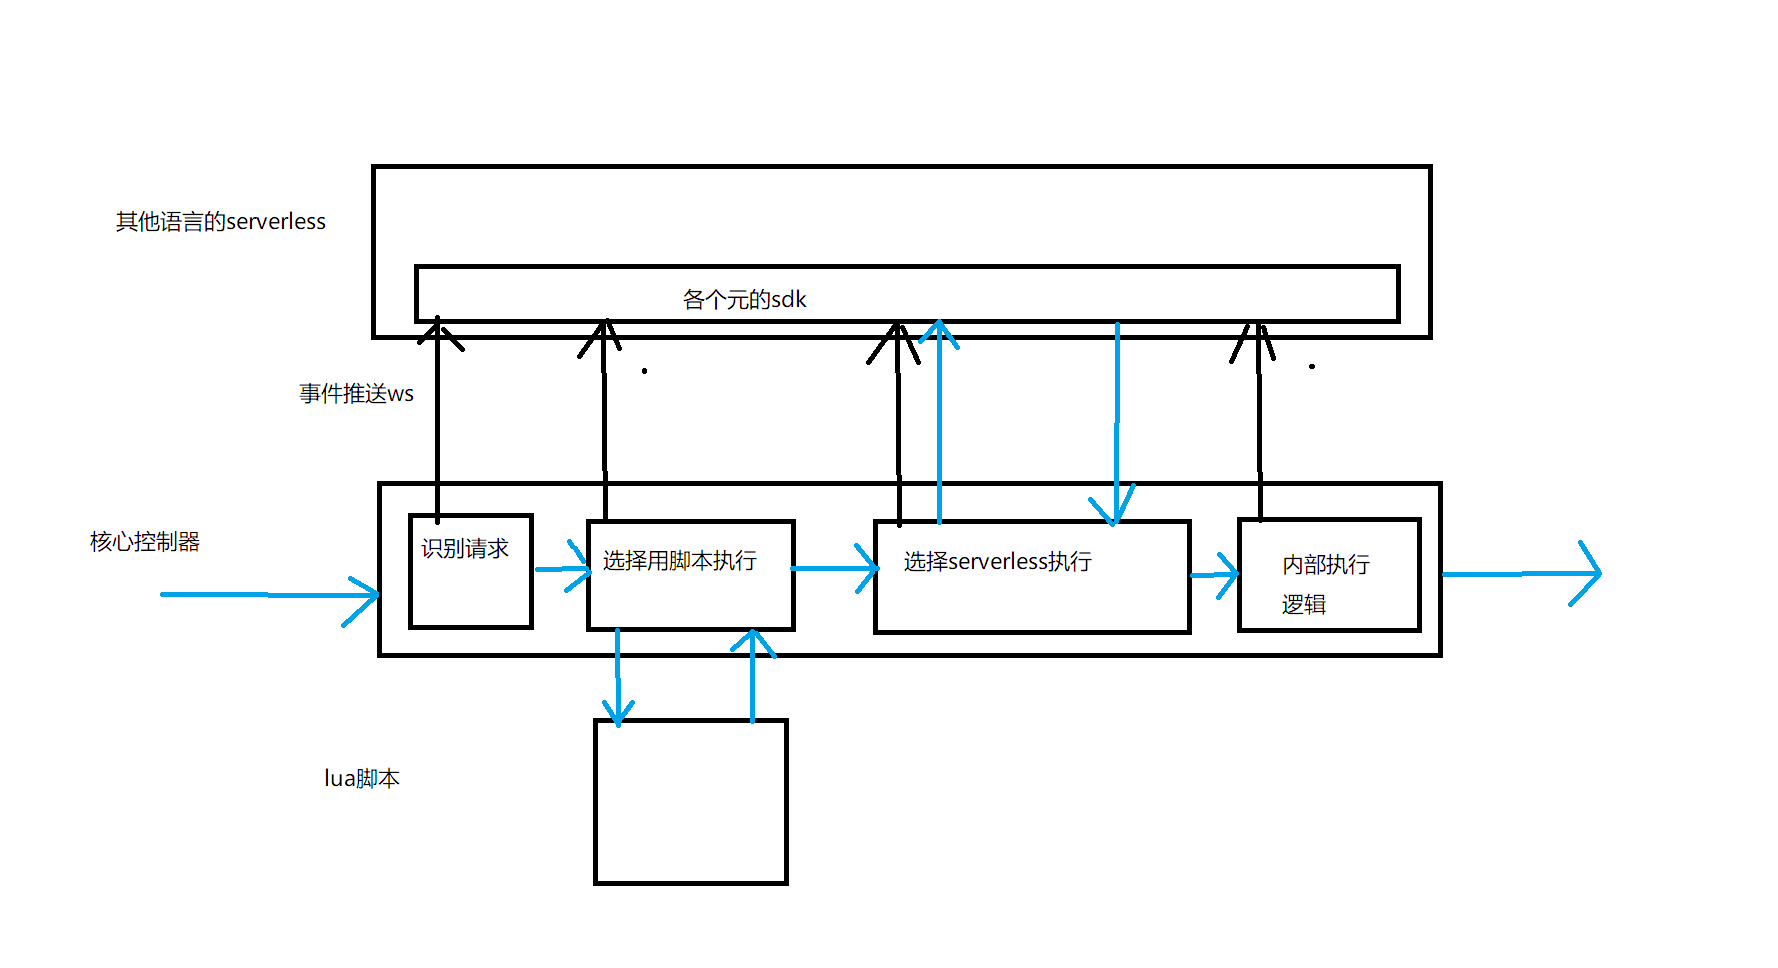 其他语言的serverless
各个元的sdk
事件推送ws
核心控制器
识别请求
选择用脚本执行
选择serverless执行
内部执行
逻辑
lua脚本